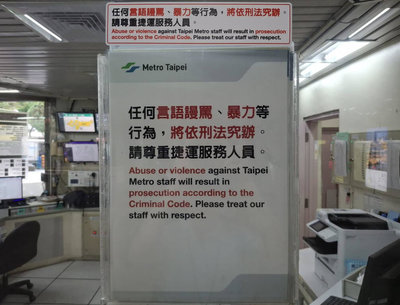 任何言語謾罵、暴力等行為，將依刑法究辦。
請尊重捷運服務人員。
Abuse or violence against Taipei Metro staff will result in prosecution
according to the Criminal Code. Please treat our staff with respect.
Metro Taipei
任何言語謾罵、暴力等
行為，將依刑法究辦。
請尊重捷運服務人員。
Abuse or violence against Taipei
Metro staff will result in
prosecution according to the
Criminal Code. Please treat our
staff with respect.